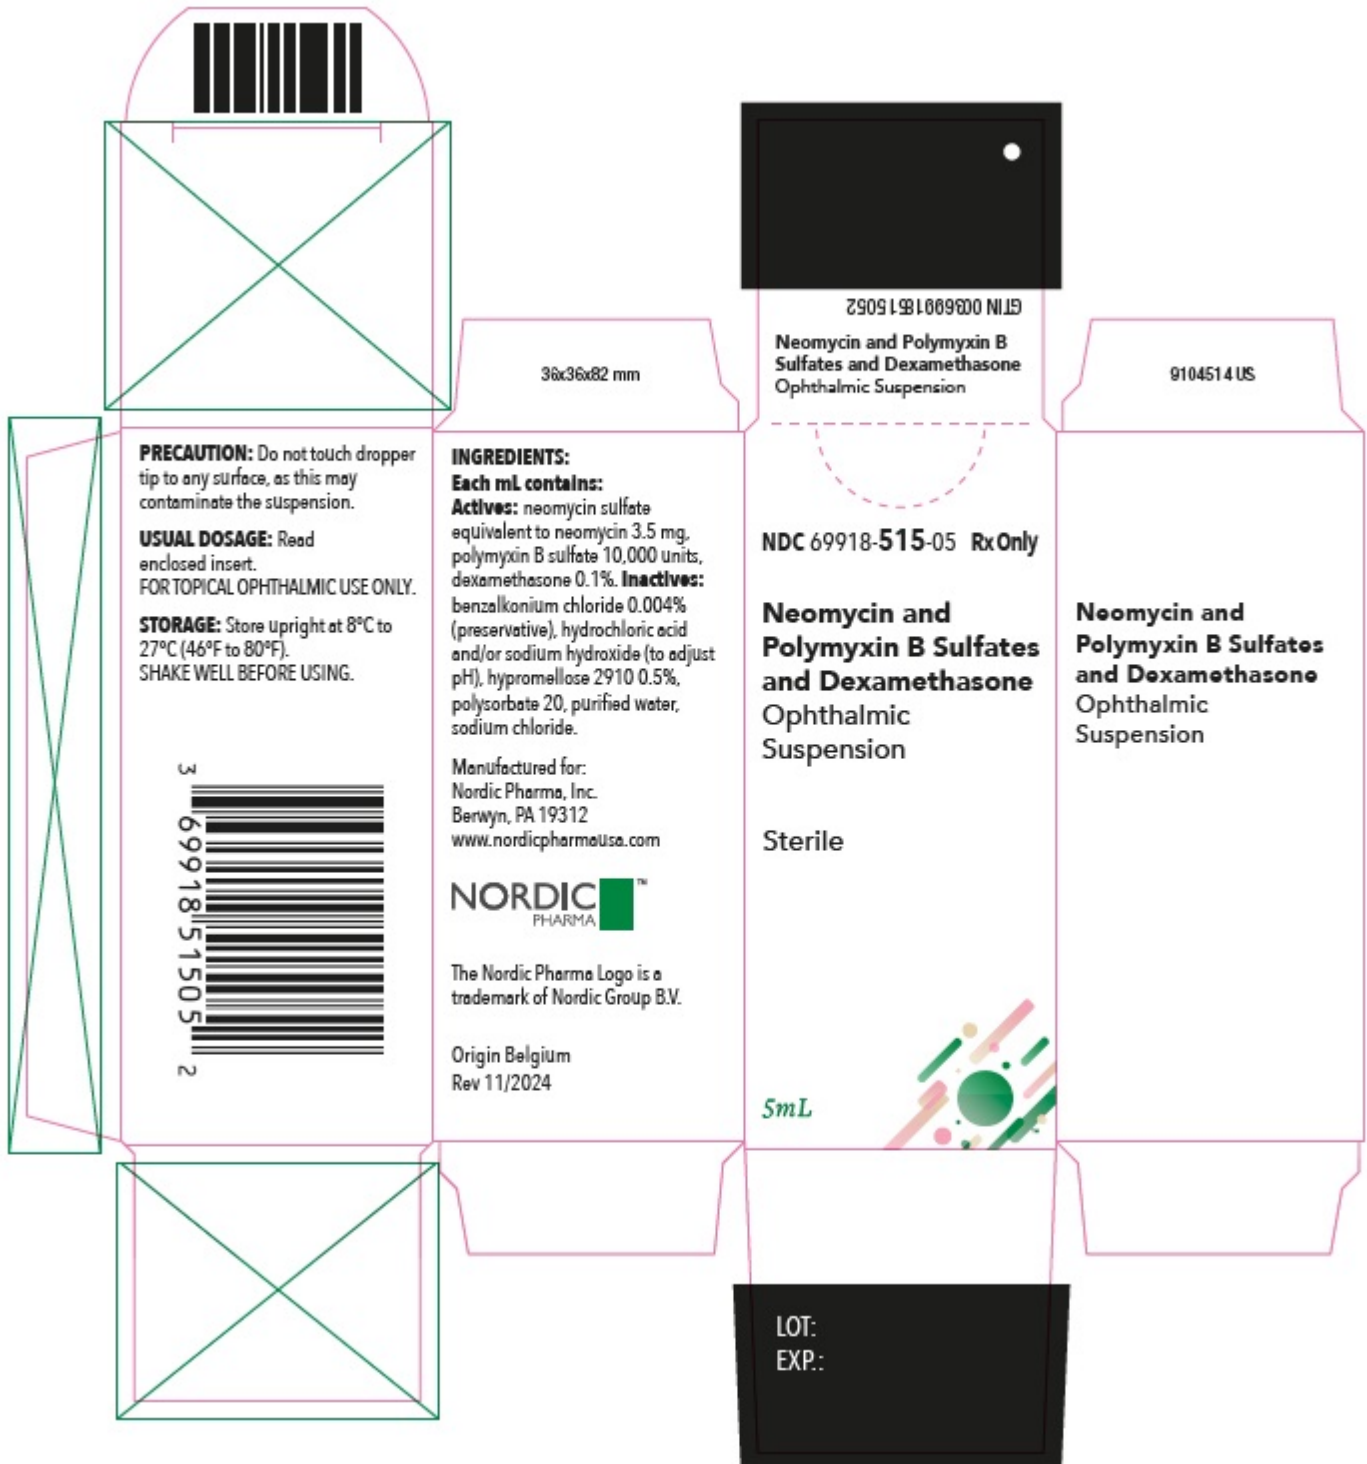 GTIN 00369918515052
Neomycin and Polymyxin B
Sulfates and Dexamethasone
Ophthalmic Suspension
36x36x82 mm
9104514 US
PRECAUTION: Do not touch dropper
tip to any surface, as this may
contaminate the suspension.
USUAL DOSAGE: Read
enclosed insert.
FOR TOPICAL OPHTHALMIC USE ONLY.
STORAGE: Store upright at 8ºC to
27ºC (46ºF to 80ºF).
SHAKE WELL BEFORE USING.
3 69918 51505 2
INGREDIENTS:
Each mL contains:
Actives: neomycin sulfate
equivalent to neomycin 3.5 mg,
polymyxin B sulfate 10,000 units,
dexamethasone 0.1%. Inactives:
benzalkonium chloride 0.004%
(preservative), hydrochloric acid
and/or sodium hydroxide (to adjust
pH), hypromellose 2910 0.5%,
polysorbate 20, purified water,
sodium chloride.
Manufactured for:
Nordic Pharma, Inc.
Berwyn, PA 19312
www.nordicpharmausa.com
NORDIC™
PHARMA
The Nordic Pharma Logo is a
trademark of Nordic Group B.V.
Origin Belgium
Rev 11/2024
NDC 69918-515-05 Rx Only
Neomycin and
Polymyxin B Sulfates
and Dexamethasone
Ophthalmic
Suspension
Sterile
5mL
Neomycin and
Polymyxin B Sulfates
and Dexamethasone
Ophthalmic
Suspension
LOT:
EXP.: